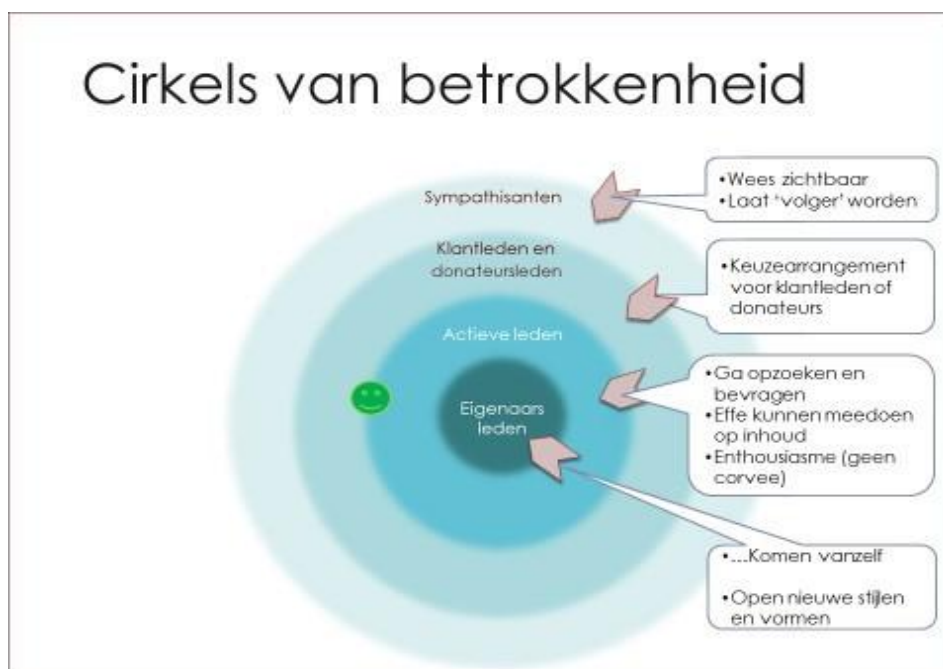 Cirkels van betrokkenheid
Sympathisanten
•Wees zichtbaar
•Laat 'volger' worden
Klantleden en
donateursleden
•Keuzearrangement
voor klantleden of
donateurs
Actieve leden
•Ga opzoeken en
bevragen
•Effe kunnen meedoen
op inhoud
•Enthousiasme (geen
corvee)
Eigenaars
leden
•...Komen vanzelf
•Open nieuwe stijlen
en vormen